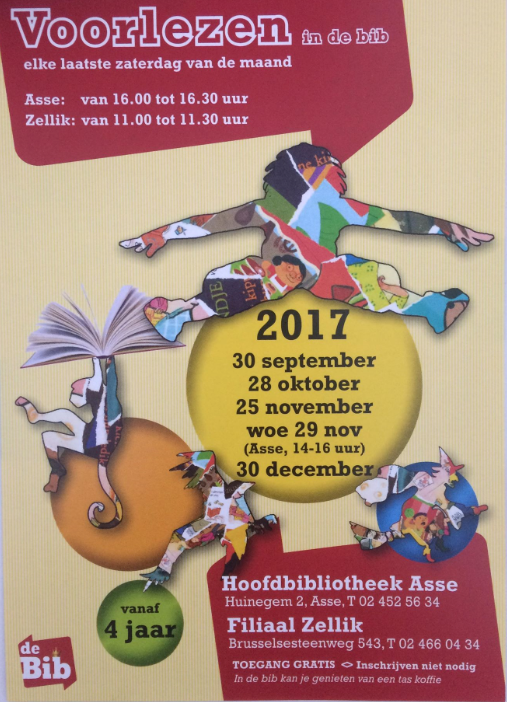 Voorlezen in de bib
elke laatste zaterdag van de maand
Asse: van 16.00 tot 16.30 uur
Zellik: van 11.00 tot 11.30 uur
2017
30 september
28 oktober
25 november
woe 29 nov
(Asse, 14-16 uur)
30 december
vanaf
4 jaar
Hoofdbibliotheek Asse
Huinegem 2, Asse, T 02 452 56 34
Filiaal Zellik
Brusselsesteenweg 543, T 02 466 04 34
TOEGANG GRATIS <> Inschrijven niet nodig
In de bib kan je genieten van een tas koffie
de
Bib